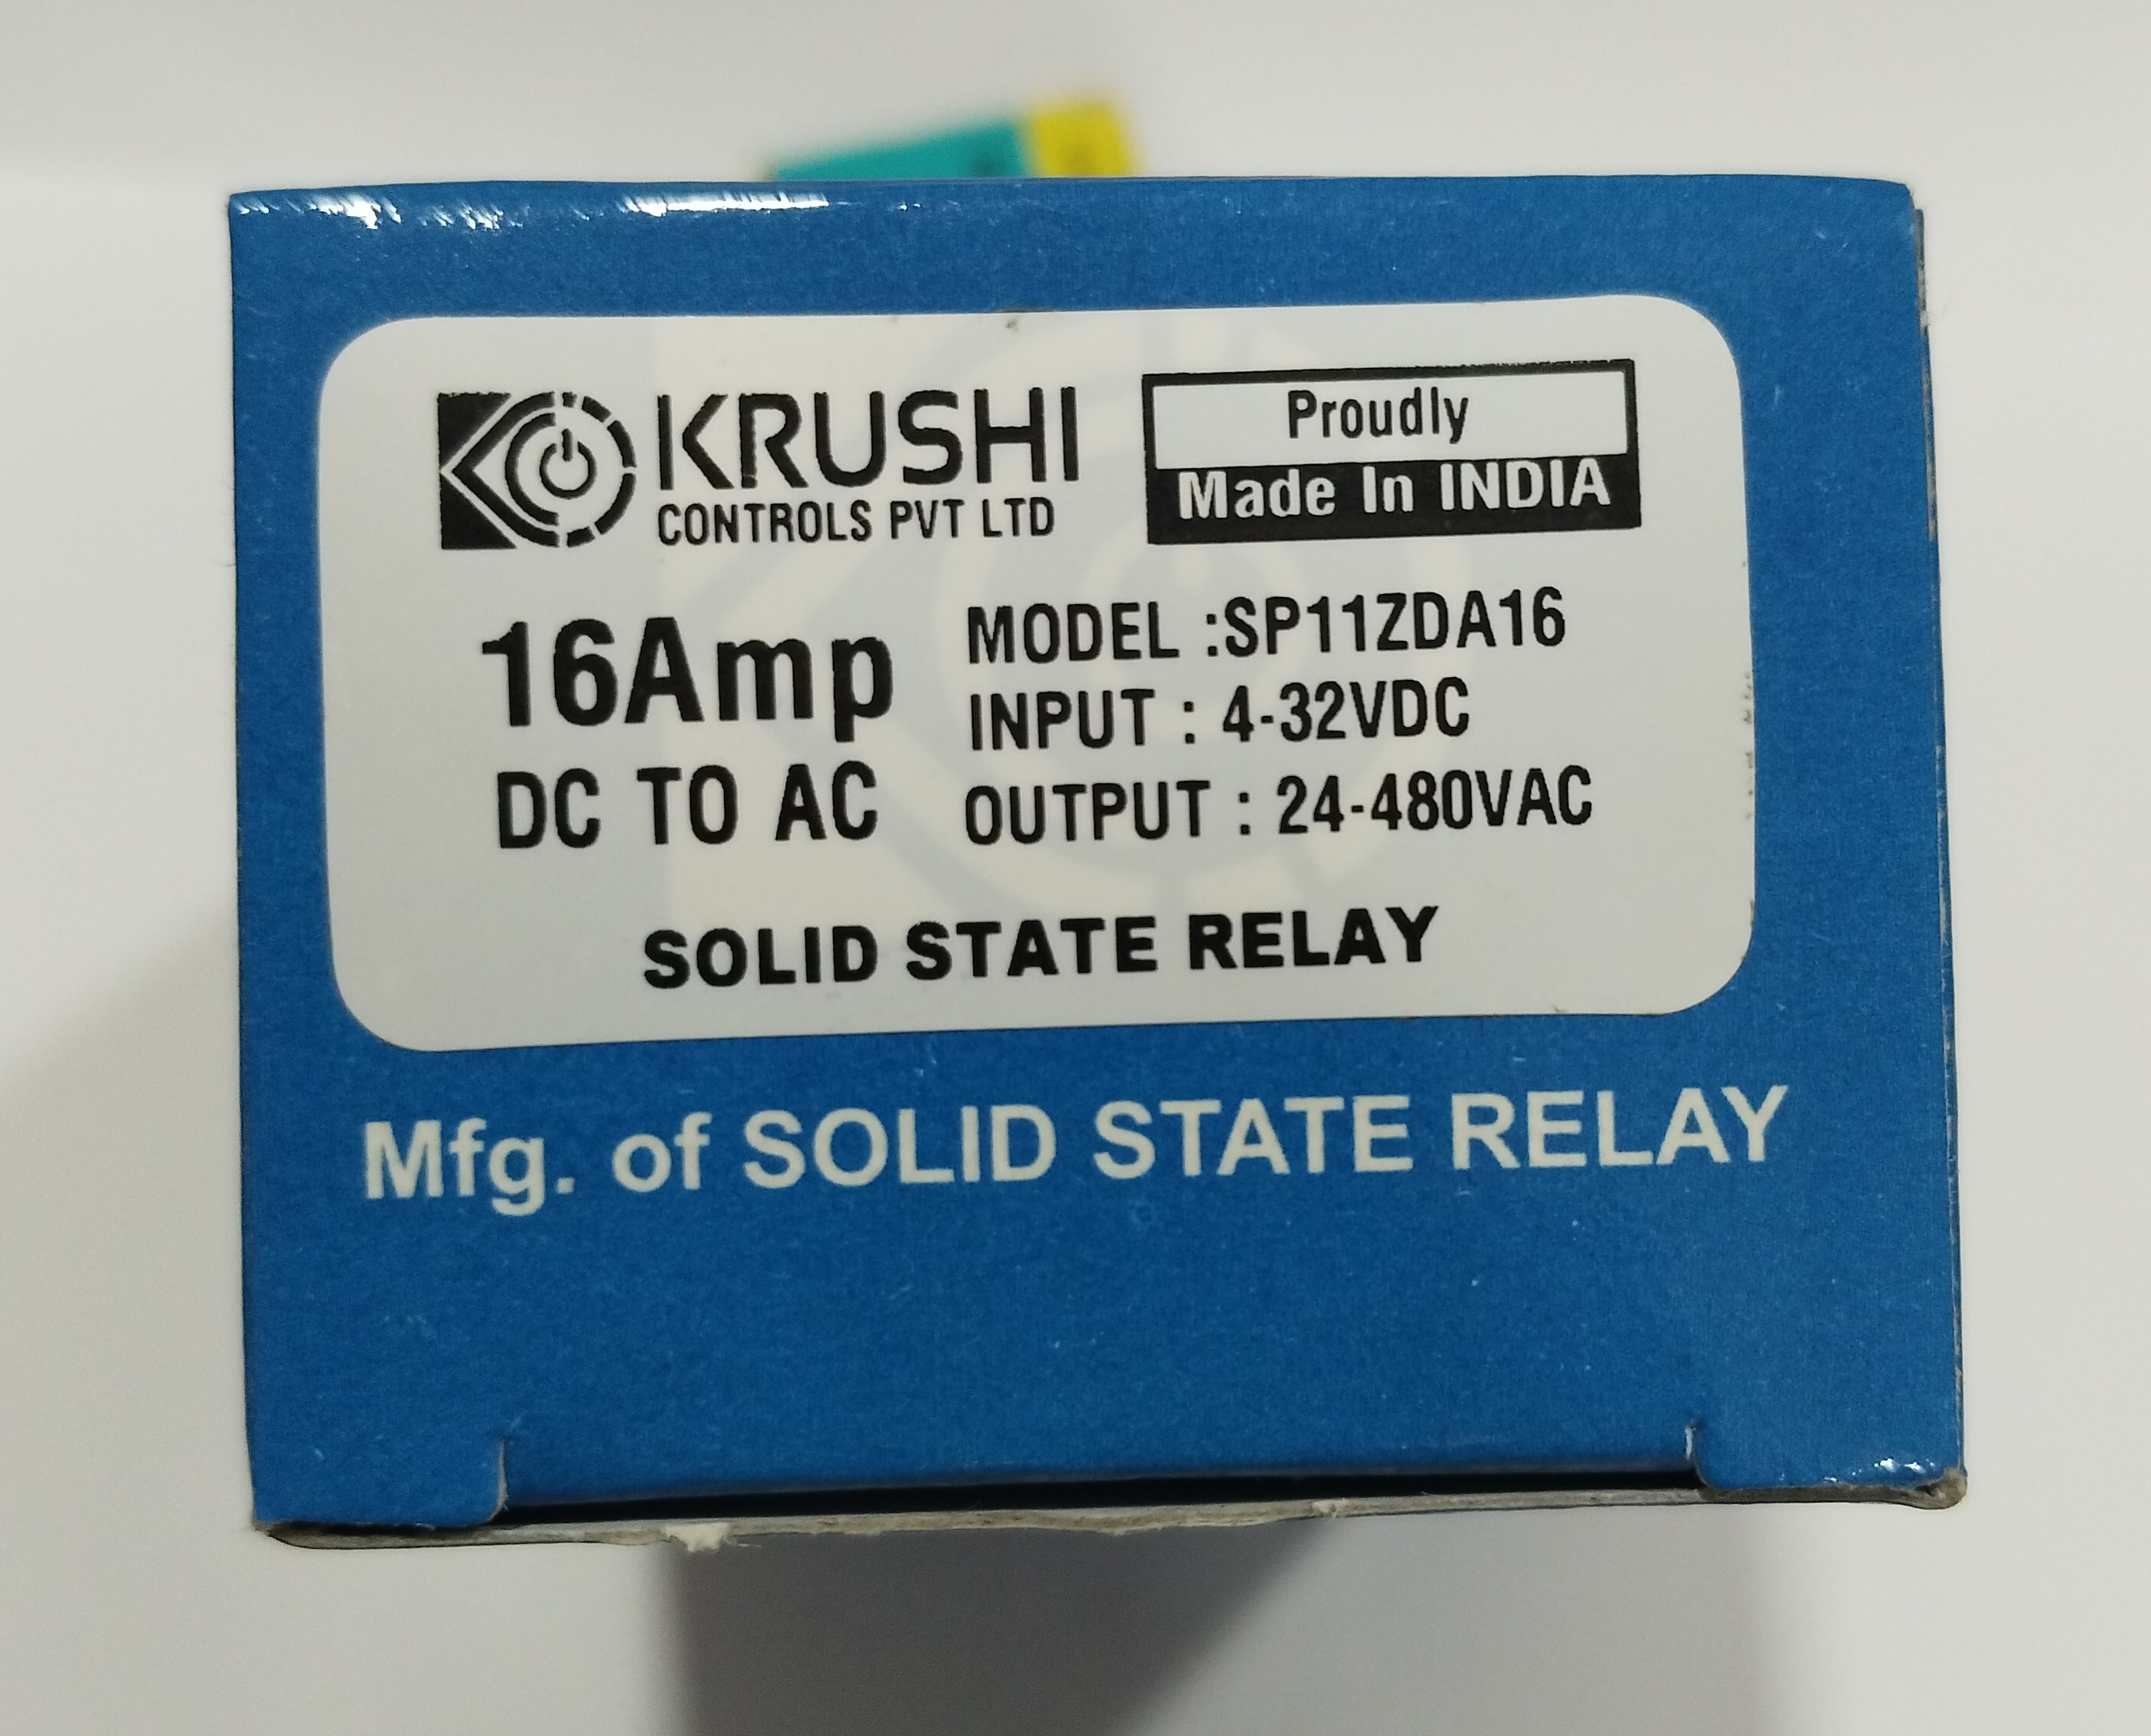 KRUSHI
CONTROLS PVT LTD
Proudly
Made In INDIA
16Amp
DC TO AC
MODEL :SP11ZDA16
INPUT : 4-32VDC
OUTPUT : 24-480VAC
SOLID STATE RELAY
Mfg. of SOLID STATE RELAY